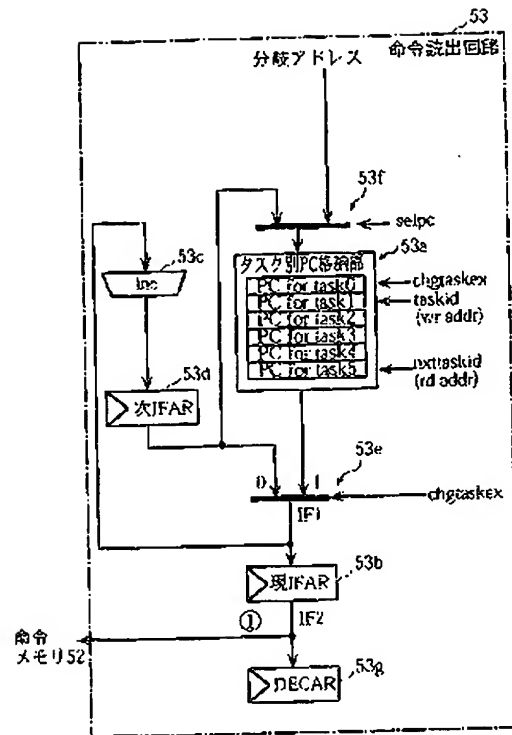 53
命令読出回路
分岐アドレス
53f
selpc
53a
タスク別PC格納部
PC for task0
PC for task1
PC for task2
PC for task3
PC for task4
PC for task5
chgtaskex
taskid
(wr addr)
nxttaskid
(rd addr)
53c
Inc
53d
次IFAR
53e
0 1
chgtaskex
IF1
53b
現IFAR
①
IF2
命令
メモリ52
53g
DECAR